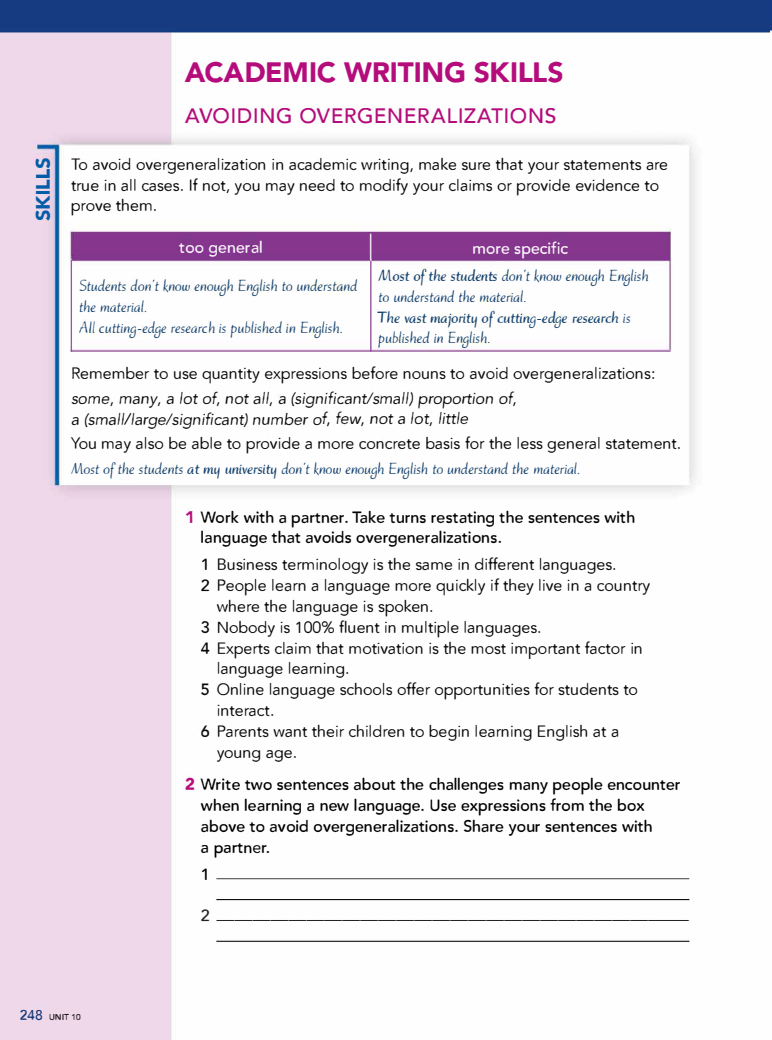 ACADEMIC WRITING SKILLS
AVOIDING OVERGENERALIZATIONS
SKILLS
To avoid overgeneralization in academic writing, make sure that your statements are
true in all cases. If not, you may need to modify your claims or provide evidence to
prove them.
too general
more specific
Students don't know enough English to understand
the material.
All cutting-edge research is published in English.
Most of the students don't know enough English
to understand the material.
The vast majority of cutting-edge research is
published in English.
Remember to use quantity expressions before nouns to avoid overgeneralizations:
some, many, a lot of, not all, a (significant/small) proportion of,
a (small/large/significant) number of, few, not a lot, little
You may also be able to provide a more concrete basis for the less general statement.
Most of the students at my university don't know enough English to understand the material.
1 Work with a partner. Take turns restating the sentences with
language that avoids overgeneralizations.
1 Business terminology is the same in different languages.
2 People learn a language more quickly if they live in a country
where the language is spoken.
3 Nobody is 100% fluent in multiple languages.
4 Experts claim that motivation is the most important factor in
language learning.
5 Online language schools offer opportunities for students to
interact.
6 Parents want their children to begin learning English at a
young age.
2 Write two sentences about the challenges many people encounter
when learning a new language. Use expressions from the box
above to avoid overgeneralizations. Share your sentences with
a partner.
1
2
248 UNIT 10